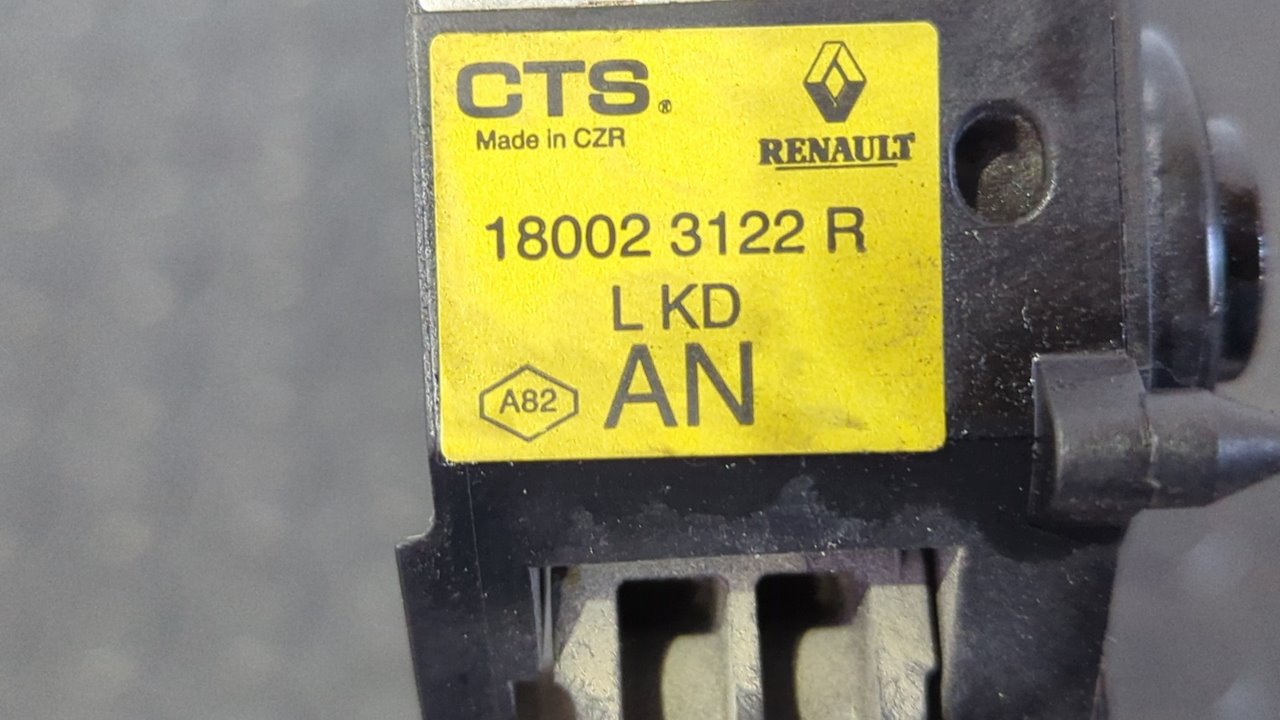 CTS®
Made in CZR
RENAULT
18002 3122 R
L KD
A82 AN